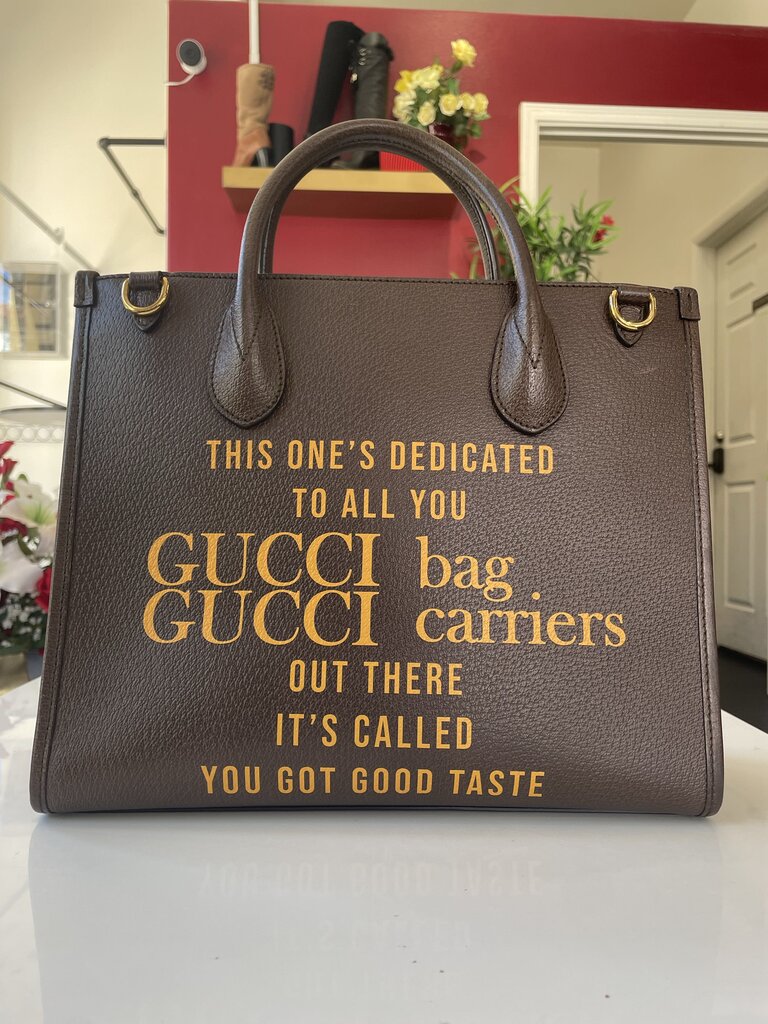 THIS ONE'S DEDICATED
TO ALL YOU
GUCCI bag
GUCCI carriers
OUT THERE
IT'S CALLED
YOU GOT GOOD TASTE